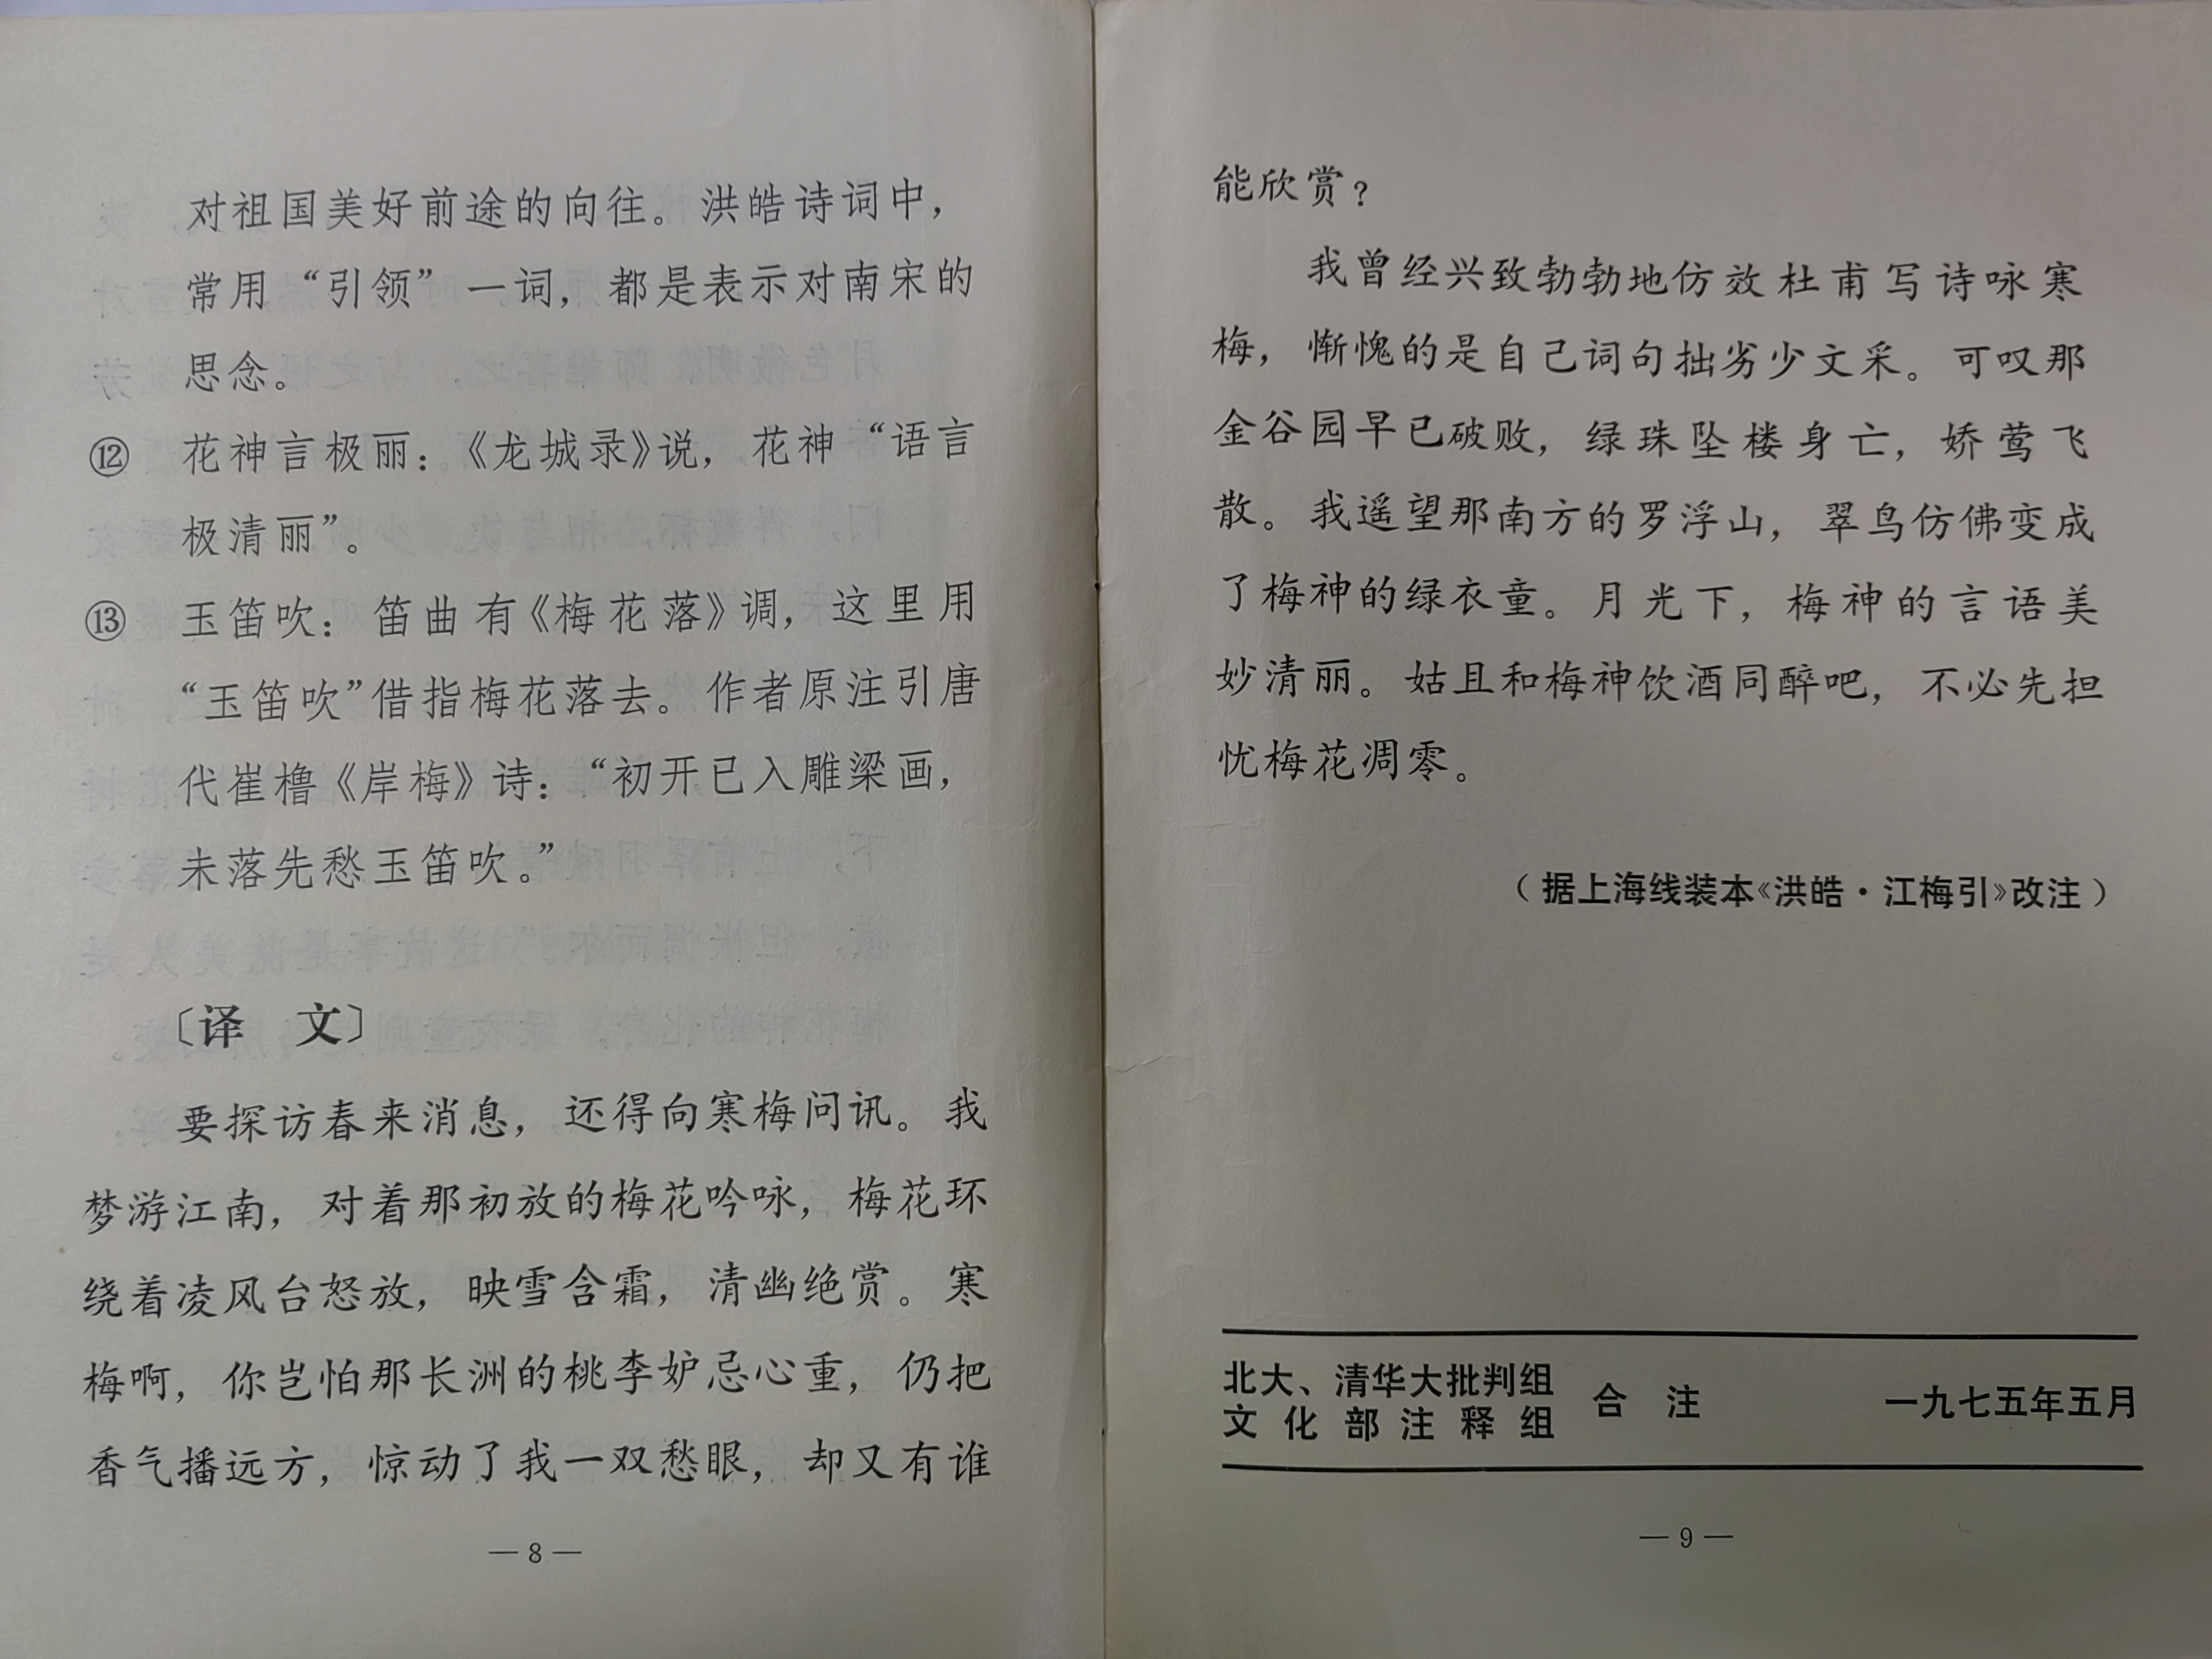 对祖国美好前途的向往。洪皓诗词中，
常用“引领”一词，都是表示对南宋的
思念。
⑫ 花神言极丽：《龙城录》说，花神“语言
极清丽”。
⑬ 玉笛吹：笛曲有《梅花落》调，这里用
“玉笛吹”借指梅花落去。作者原注引唐
代崔橹《岸梅》诗：“初开已入雕梁画，
未落先愁玉笛吹。”
〔译 文〕
要探访春来消息，还得向寒梅问讯。我
梦游江南，对着那初放的梅花吟咏，梅花环
绕着凌风台怒放，映雪含霜，清幽绝赏。寒
梅啊，你岂怕那长洲的桃李妒忌心重，仍把
香气播远方，惊动了我一双愁眼，却又有谁
—8—
能欣赏？
我曾经兴致勃勃地仿效杜甫写诗咏寒
梅，惭愧的是自己词句拙劣少文采。可叹那
金谷园早已破败，绿珠坠楼身亡，娇莺飞
散。我遥望那南方的罗浮山，翠鸟仿佛变成
了梅神的绿衣童。月光下，梅神的言语美
妙清丽。姑且和梅神饮酒同醉吧，不必先担
忧梅花凋零。
（据上海线装本《洪皓·江梅引》改注）
北大、清华大批判组
文化部注释组 合注 一九七五年五月
—9—